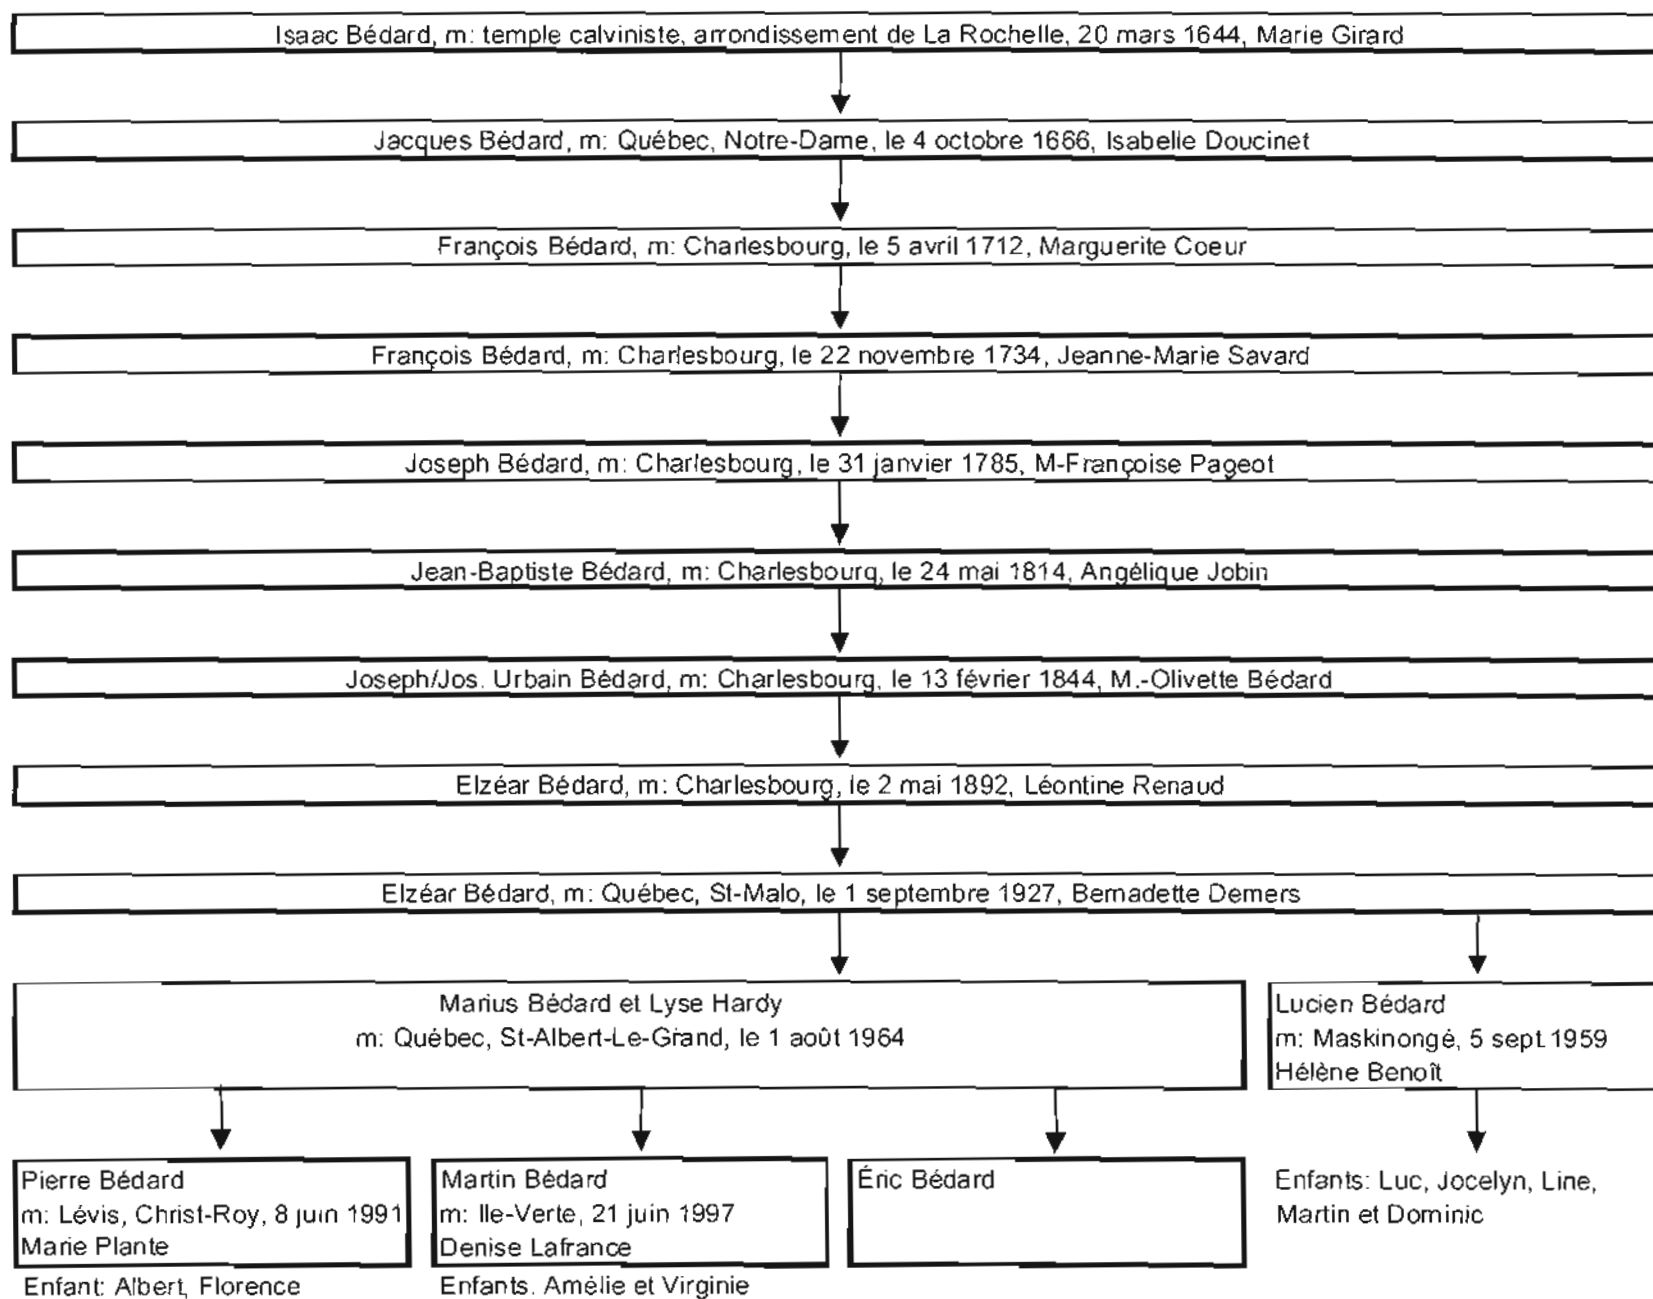 Isaac Bédard, m: temple calviniste, arrondissement de La Rochelle, 20 mars 1644, Marie Girard
Jacques Bédard, m: Québec, Notre-Dame, le 4 octobre 1666, Isabelle Doucinet
François Bédard, m: Charlesbourg, le 5 avril 1712, Marguerite Coeur
François Bédard, m: Charlesbourg, le 22 novembre 1734, Jeanne-Marie Savard
Joseph Bédard, m: Charlesbourg, le 31 janvier 1785, M-Françoise Pageot
Jean-Baptiste Bédard, m: Charlesbourg, le 24 mai 1814, Angélique Jobin
Joseph/Jos. Urbain Bédard, m: Charlesbourg, le 13 février 1844, M.-Olivette Bédard
Elzéar Bédard, m: Charlesbourg, le 2 mai 1892, Léontine Renaud
Elzéar Bédard, m: Québec, St-Malo, le 1 septembre 1927, Bernadette Demers
Marius Bédard et Lyse Hardy
m: Québec, St-Albert-Le-Grand, le 1 août 1964
Lucien Bédard
m: Maskinongé, 5 sept. 1959
Hélène Benoît
Pierre Bédard
m: Lévis, Christ-Roy, 8 juin 1991
Marie Plante
Enfant: Albert, Florence
Martin Bédard
m: Ile-Verte, 21 juin 1997
Denise Lafrance
Enfants. Amélie et Virginie
Éric Bédard
Enfants: Luc, Jocelyn, Line,
Martin et Dominic